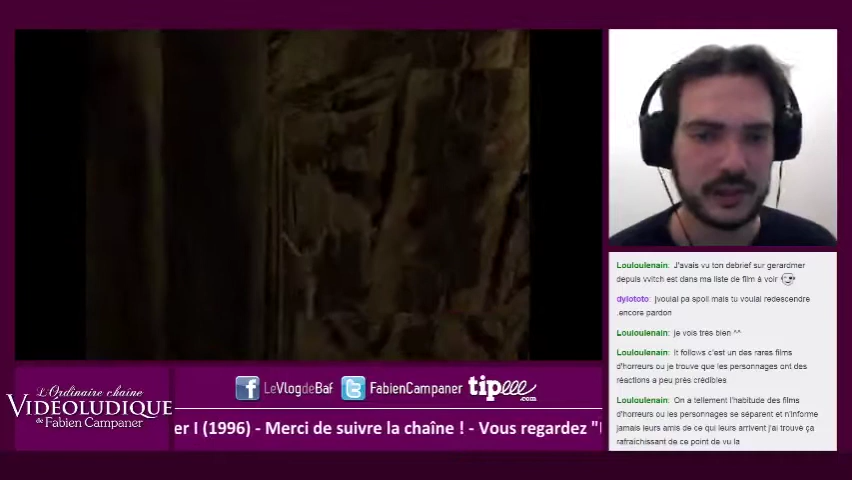 Louloulenain: J'avais vu ton debrief sur gerardmer
depuis vvitch est dans ma liste de film à voir
dylototo: jvoulai pa spoil mais tu voulai redescendre
.encore pardon
Louloulenain: je vois très bien ^^
Louloulenain: It follows c'est un des rares films
d'horreurs ou je trouve que les personnages ont des
réactions a peu près crédibles
Louloulenain: On a tellement l'habitude des films
d'horreurs ou les personnages se séparent et n'informe
jamais leurs amis de ce qui leurs arrivent j'ai trouvé ça
rafraichissant de ce point de vu la
L'Ordinaire chaîne
VIDÉOLUDIQUE
de Fabien Campaner
LeVlogdeBaf FabienCampaner tipeee.com
er I (1996) - Merci de suivre la chaîne ! - Vous regardez "